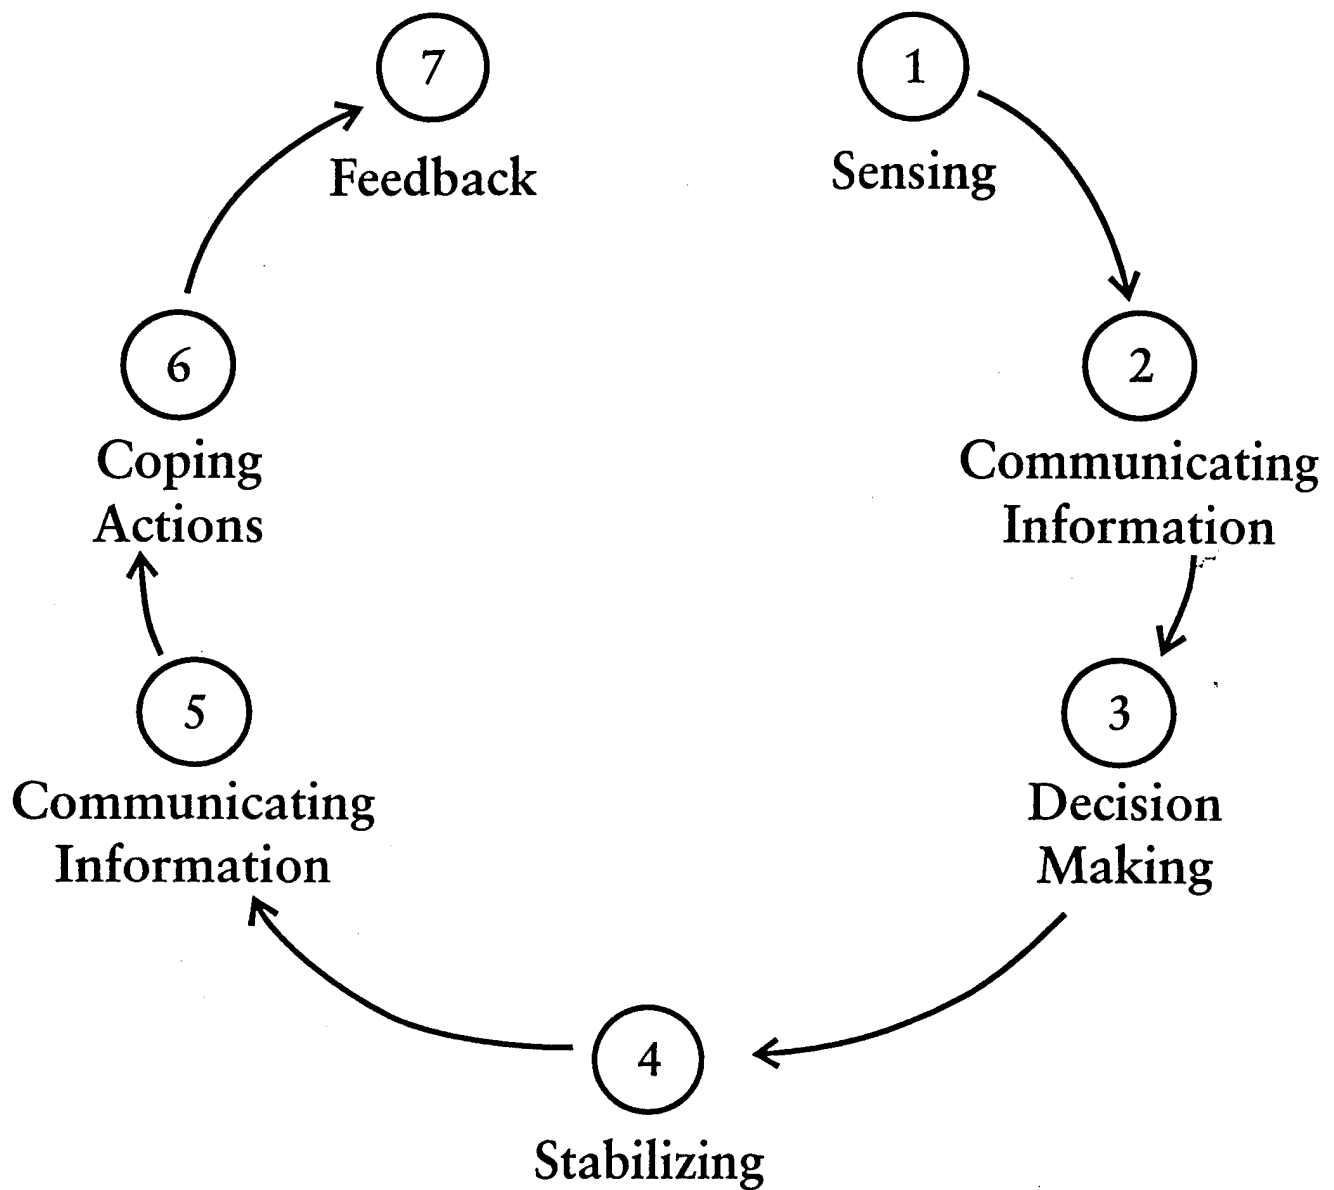 1
Sensing
2
Communicating
Information
3
Decision
Making
4
Stabilizing
5
Communicating
Information
6
Coping
Actions
7
Feedback